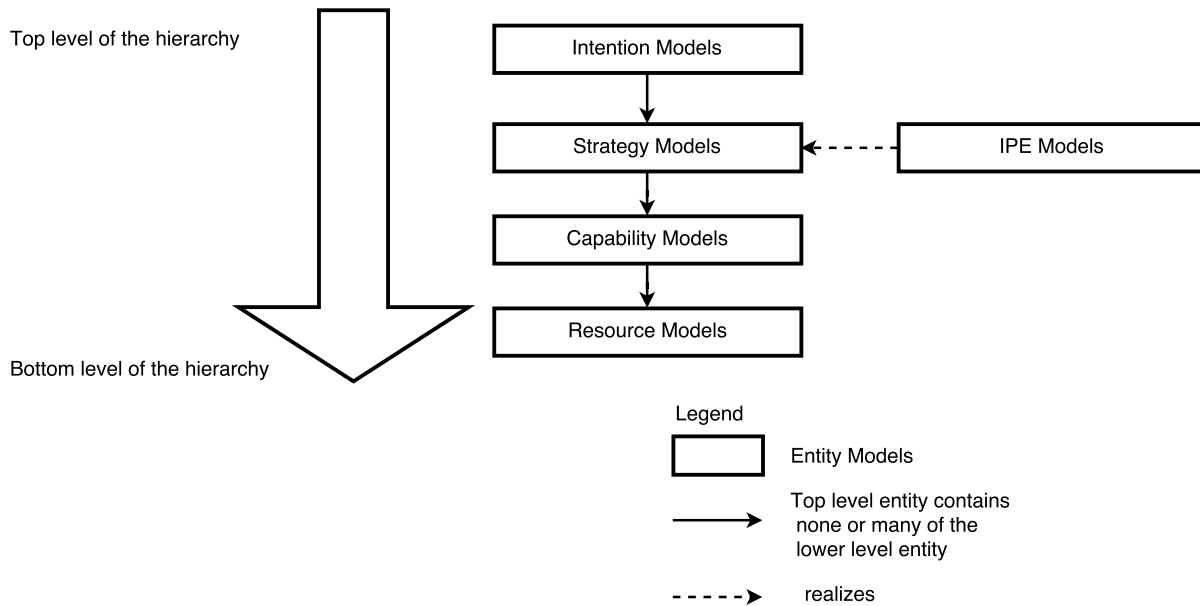 Top level of the hierarchy
Intention Models
Strategy Models
IPE Models
Capability Models
Resource Models
Bottom level of the hierarchy
Legend
Entity Models
Top level entity contains
none or many of the
lower level entity
realizes